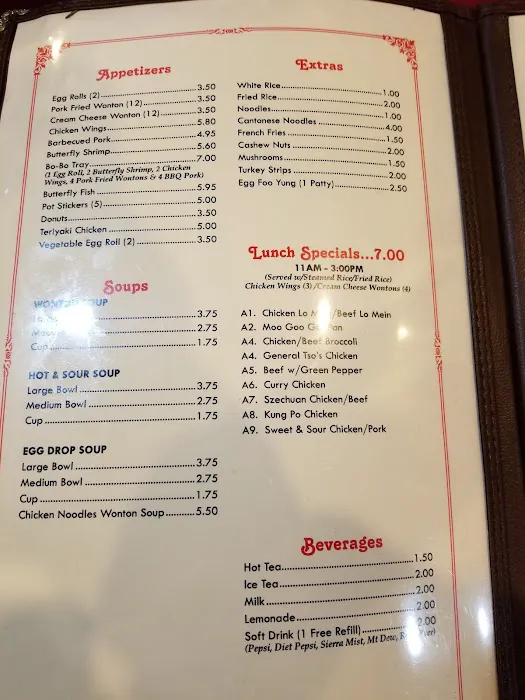 Appetizers
Egg Rolls (2) 3.50
Pork Fried Wonton (12) 3.50
Cream Cheese Wonton (12) 3.50
Chicken Wings 5.80
Barbecued Pork 4.95
Butterfly Shrimp 5.60
Bo-Bo Tray 7.00
(1 Egg Roll, 2 Butterfly Shrimp, 2 Chicken
Wings, 4 Pork Fried Wontons & 4 BBQ Pork)
Butterfly Fish 5.95
Pot Stickers (5) 5.00
Donuts 3.50
Teriyaki Chicken 5.00
Vegetable Egg Roll (2) 3.50
Soups
SOUP
3.75
2.75
Cup 1.75
HOT & SOUR SOUP
Large Bowl 3.75
Medium Bowl 2.75
Cup 1.75
EGG DROP SOUP
Large Bowl 3.75
Medium Bowl 2.75
Cup 1.75
Chicken Noodles Wonton Soup 5.50
Extras
White Rice 1.00
Fried Rice 2.00
Noodles 1.00
Cantonese Noodles 4.00
French Fries 1.50
Cashew Nuts 2.00
Mushrooms 1.50
Turkey Strips 2.00
Egg Foo Yung (1 Patty) 2.50
Lunch Specials...7.00
11AM - 3:00PM
(Served w/Steamed Rice/Fried Rice)
Chicken Wings (3)/Cream Cheese Wontons (4)
A1. Chicken Lo /Beef Lo Mein
A2. Moo Goo Gai Pan
A4. Chicken/Beef Broccoli
A4. General Tso's Chicken
A5. Beef w/Green Pepper
A6. Curry Chicken
A7. Szechuan Chicken/Beef
A8. Kung Po Chicken
A9. Sweet & Sour Chicken/Pork
Beverages
Hot Tea 1.50
Ice Tea 2.00
Milk 2.00
Lemonade 2.00
Soft Drink (1 Free Refill) 2.00
(Pepsi, Diet Pepsi, Sierra Mist, Mt Dew,